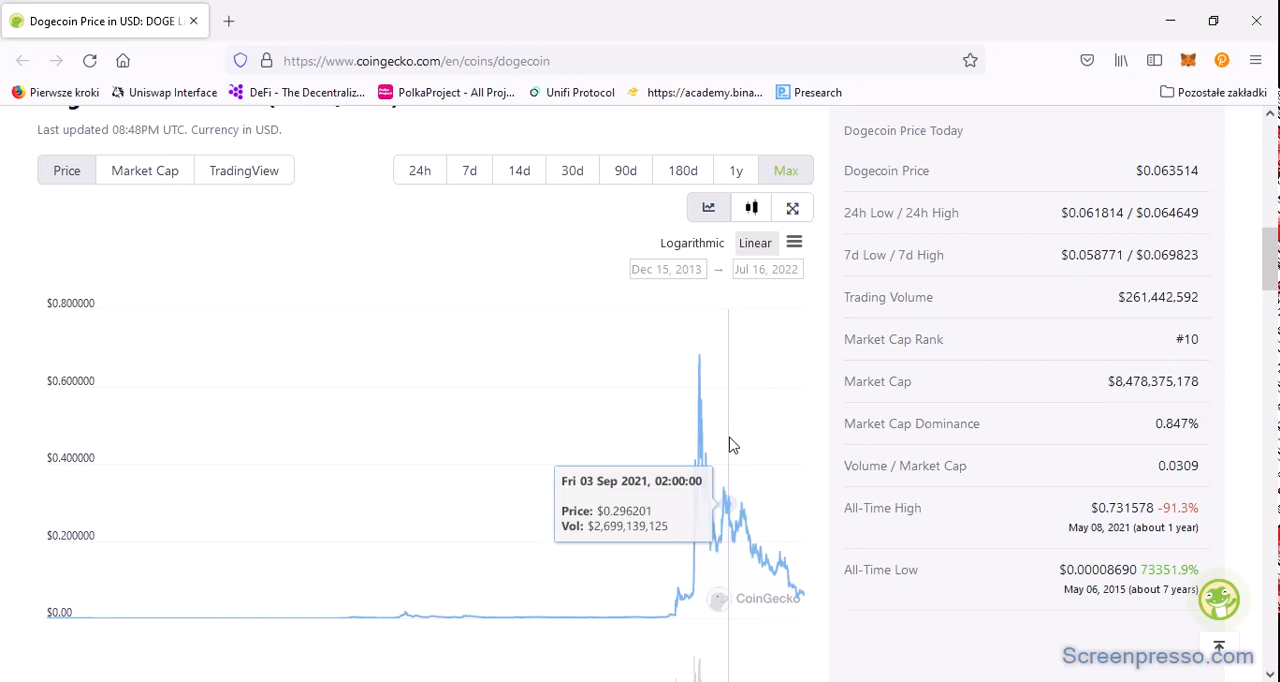 Dogecoin Price in USD: DOGE Li
https://www.coingecko.com/en/coins/dogecoin
Pierwsze kroki Uniswap Interface DeFi - The Decentraliz... PolkaProject - All Proj... Unifi Protocol https://academy.bina... Presearch Pozostałe zakładki
Last updated 08:48PM UTC. Currency in USD.
Price Market Cap TradingView 24h 7d 14d 30d 90d 180d 1y Max
Logarithmic Linear
Dec 15, 2013 → Jul 16, 2022
$0.800000
$0.600000
$0.400000
$0.200000
$0.00
Fri 03 Sep 2021, 02:00:00
Price: $0.296201
Vol: $2,699,139,125
CoinGecko
Dogecoin Price Today
Dogecoin Price $0.063514
24h Low / 24h High $0.061814 / $0.064649
7d Low / 7d High $0.058771 / $0.069823
Trading Volume $261,442,592
Market Cap Rank #10
Market Cap $8,478,375,178
Market Cap Dominance 0.847%
Volume / Market Cap 0.0309
All-Time High $0.731578 -91.3%
May 08, 2021 (about 1 year)
All-Time Low $0.00008690 73351.9%
May 06, 2015 (about 7 years)
Screenpresso.com